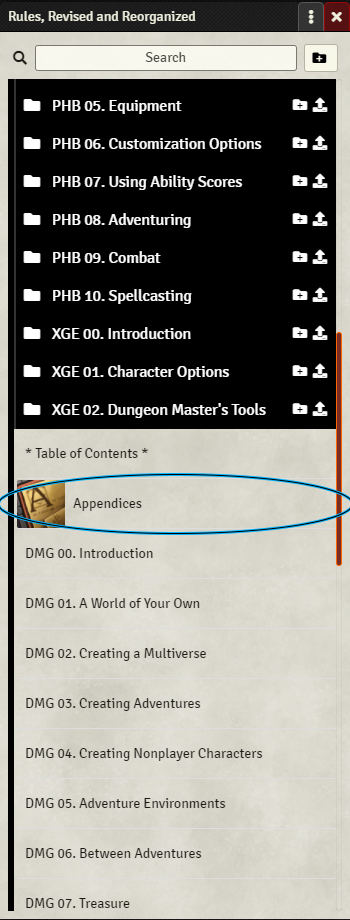 Rules, Revised and Reorganized
Search
PHB 05. Equipment
PHB 06. Customization Options
PHB 07. Using Ability Scores
PHB 08. Adventuring
PHB 09. Combat
PHB 10. Spellcasting
XGE 00. Introduction
XGE 01. Character Options
XGE 02. Dungeon Master's Tools
* Table of Contents *
A
Appendices
DMG 00. Introduction
DMG 01. A World of Your Own
DMG 02. Creating a Multiverse
DMG 03. Creating Adventures
DMG 04. Creating Nonplayer Characters
DMG 05. Adventure Environments
DMG 06. Between Adventures
DMG 07. Treasure